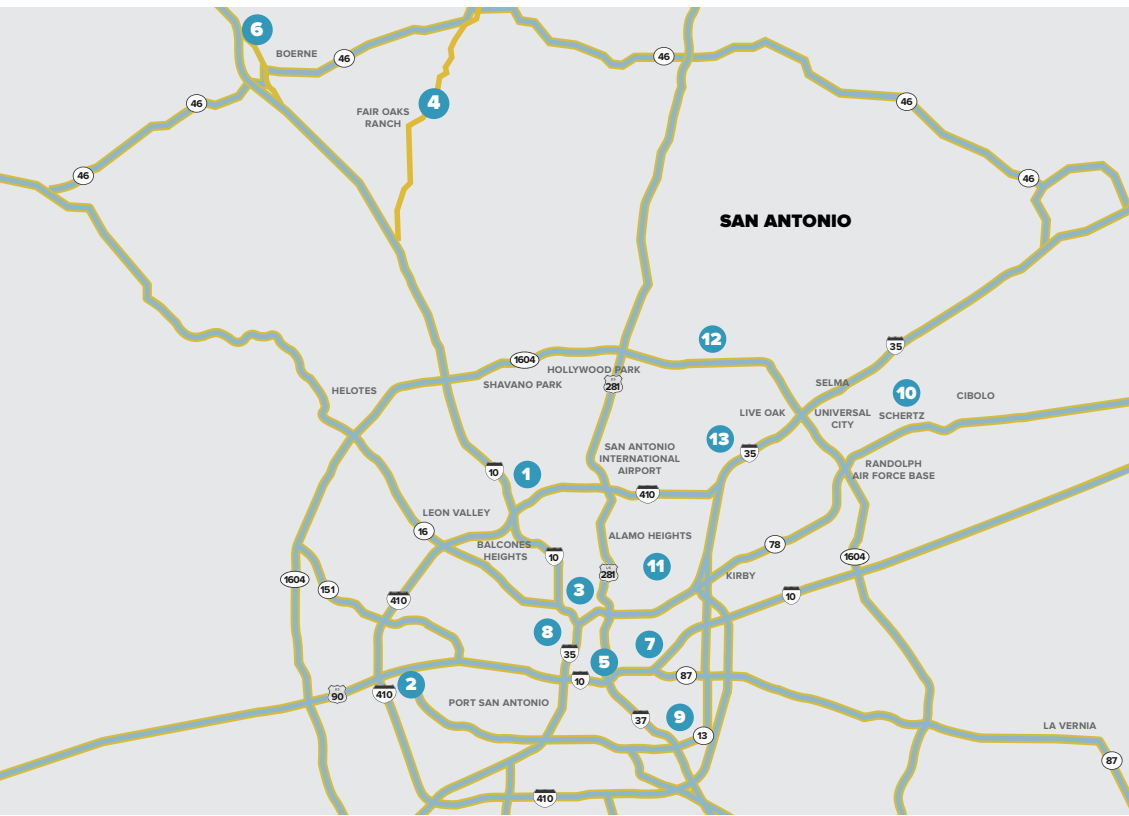 6
BOERNE
46
46
46
4
FAIR OAKS
RANCH
46
46
46
SAN ANTONIO
12
35
1604
HOLLYWOOD PARK
SHAVANO PARK
281
HELOTES
SELMA
10
CIBOLO
LIVE OAK
UNIVERSAL
CITY
SCHERTZ
13
35
SAN ANTONIO
INTERNATIONAL
AIRPORT
RANDOLPH
AIR FORCE BASE
10
1
410
LEON VALLEY
16
ALAMO HEIGHTS
BALCONES
HEIGHTS
10
78
1604
11
281
KIRBY
1604
151
410
3
10
8
35
7
5
10
87
90
410
2
PORT SAN ANTONIO
37
9
13
LA VERNIA
87
410